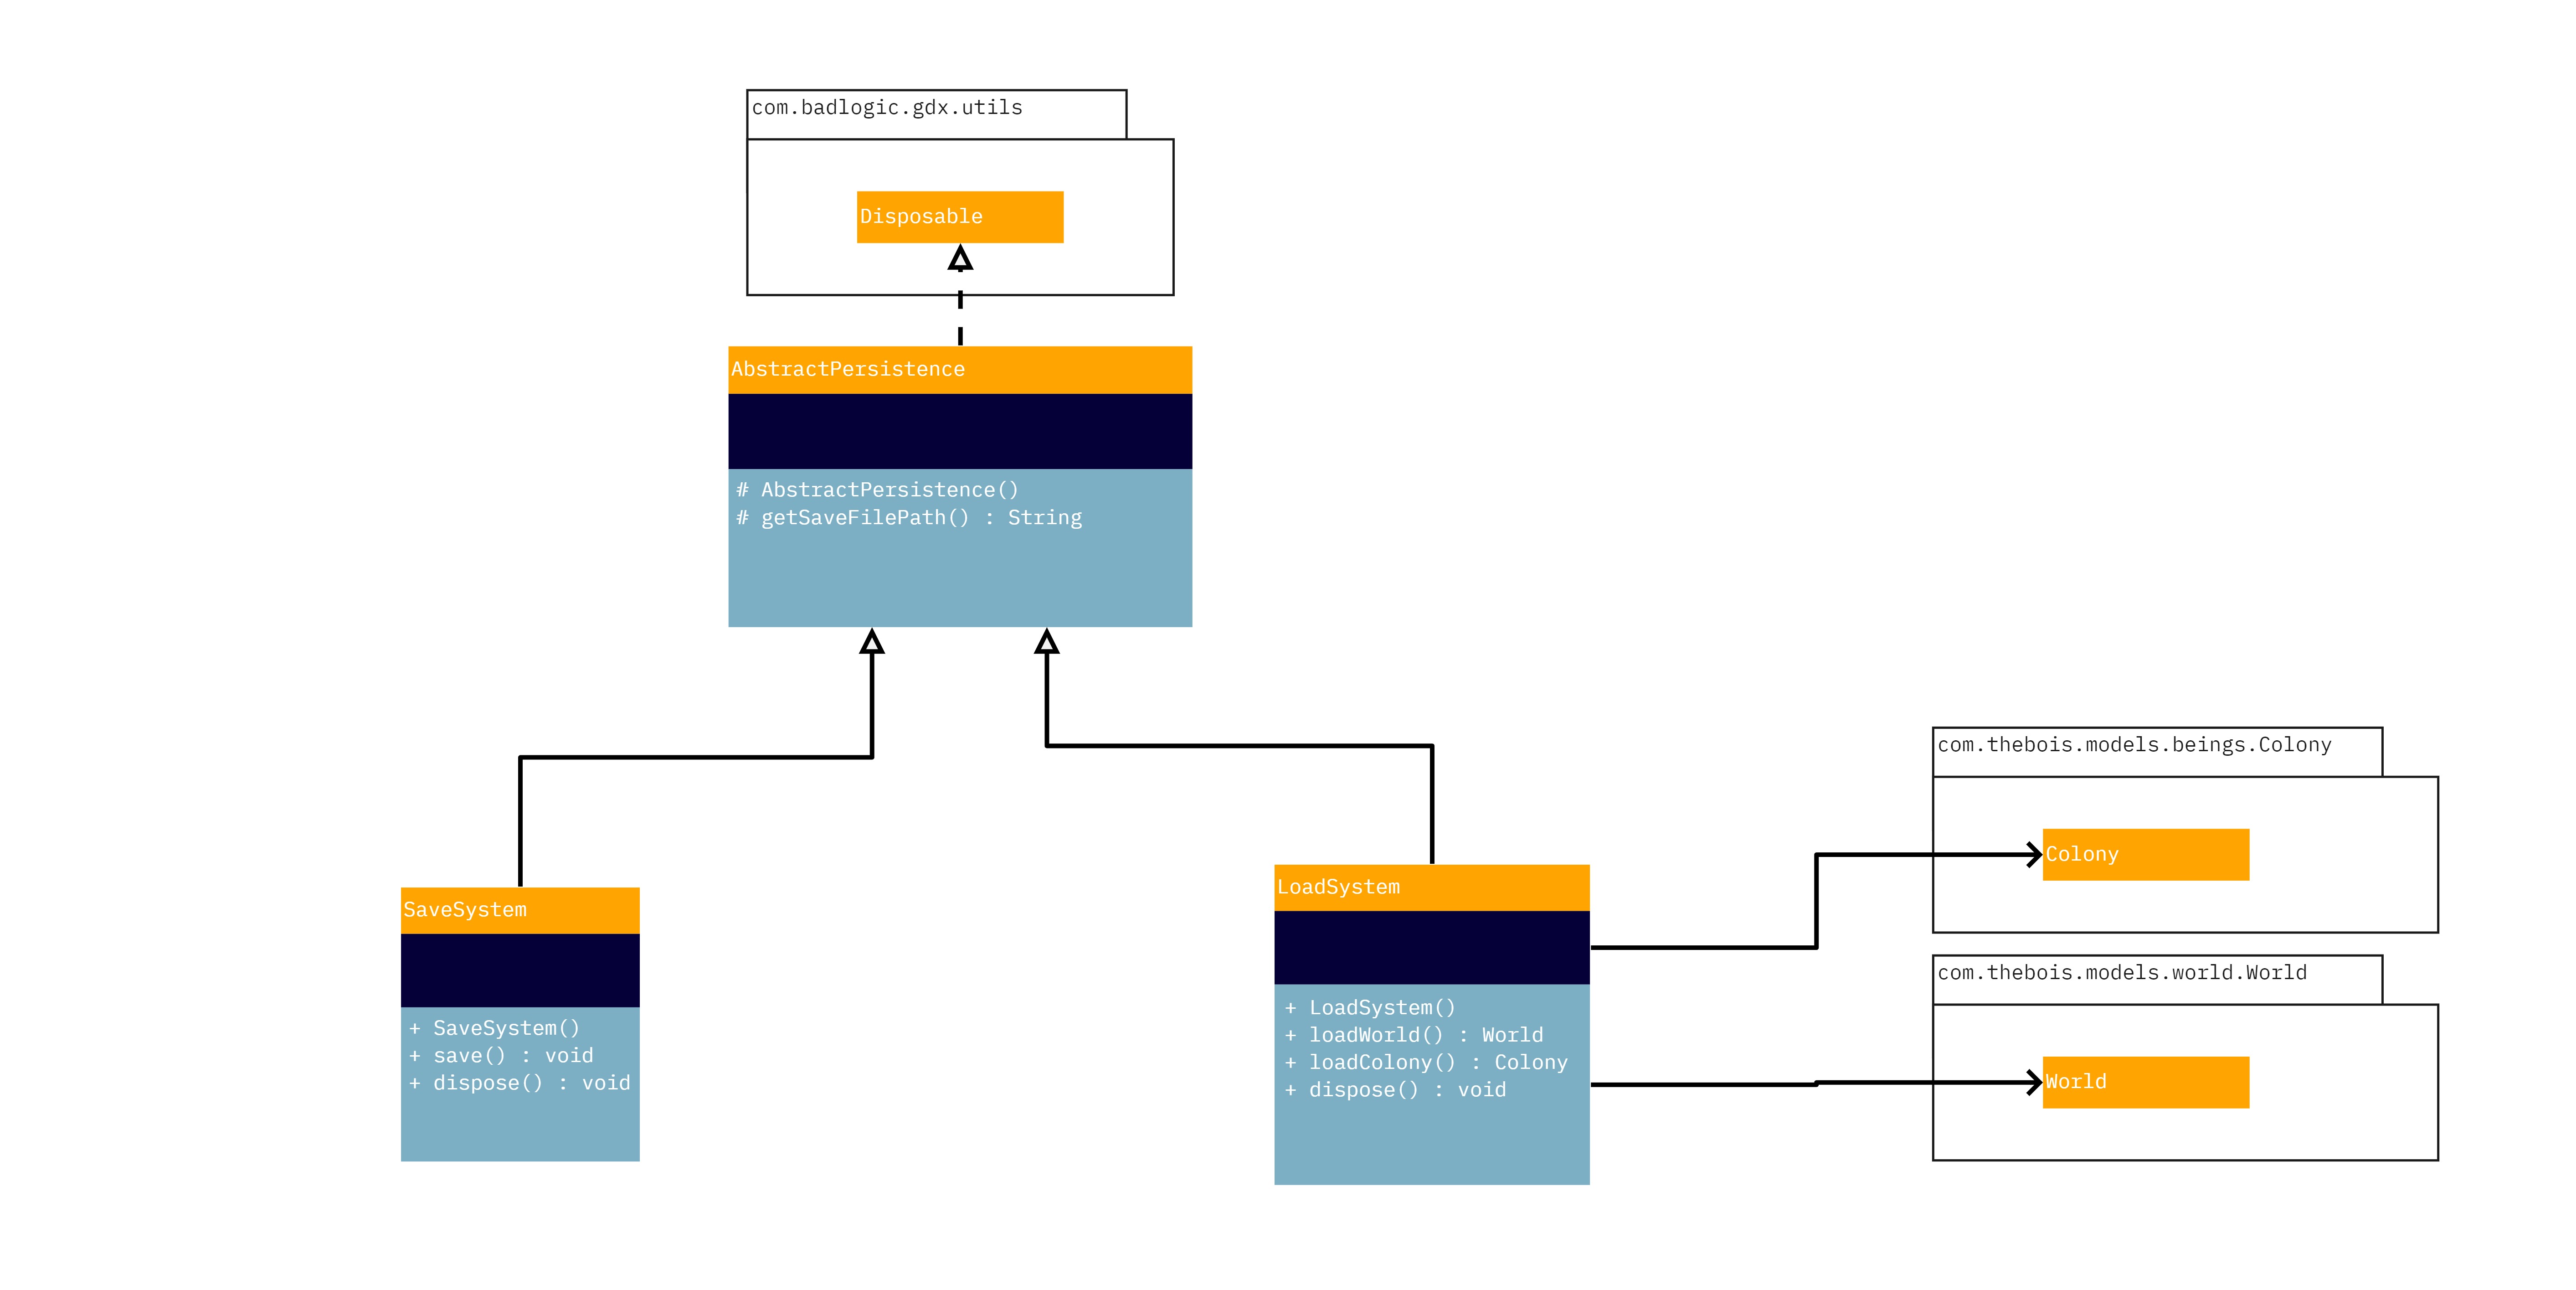 com.badlogic.gdx.utils
Disposable
AbstractPersistence
# AbstractPersistence()
# getSaveFilePath() : String
SaveSystem
+ SaveSystem()
+ save() : void
+ dispose() : void
LoadSystem
+ LoadSystem()
+ loadWorld() : World
+ loadColony() : Colony
+ dispose() : void
com.thebois.models.beings.Colony
Colony
com.thebois.models.world.World
World